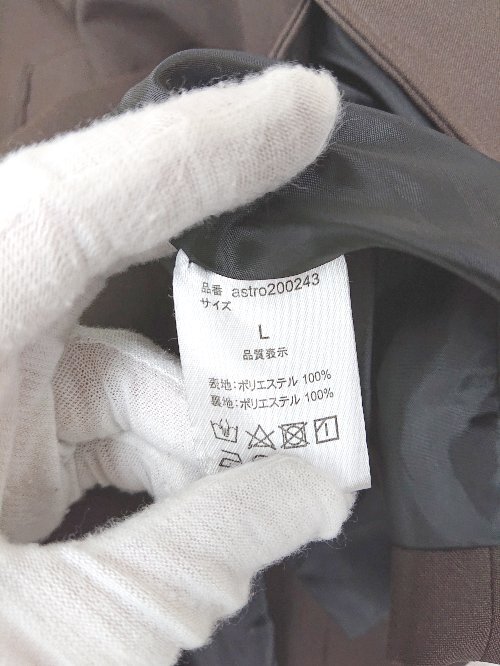 品番 astro200243
サイズ
L
品質表示
表地:ポリエステル 100%
裏地:ポリエステル 100%